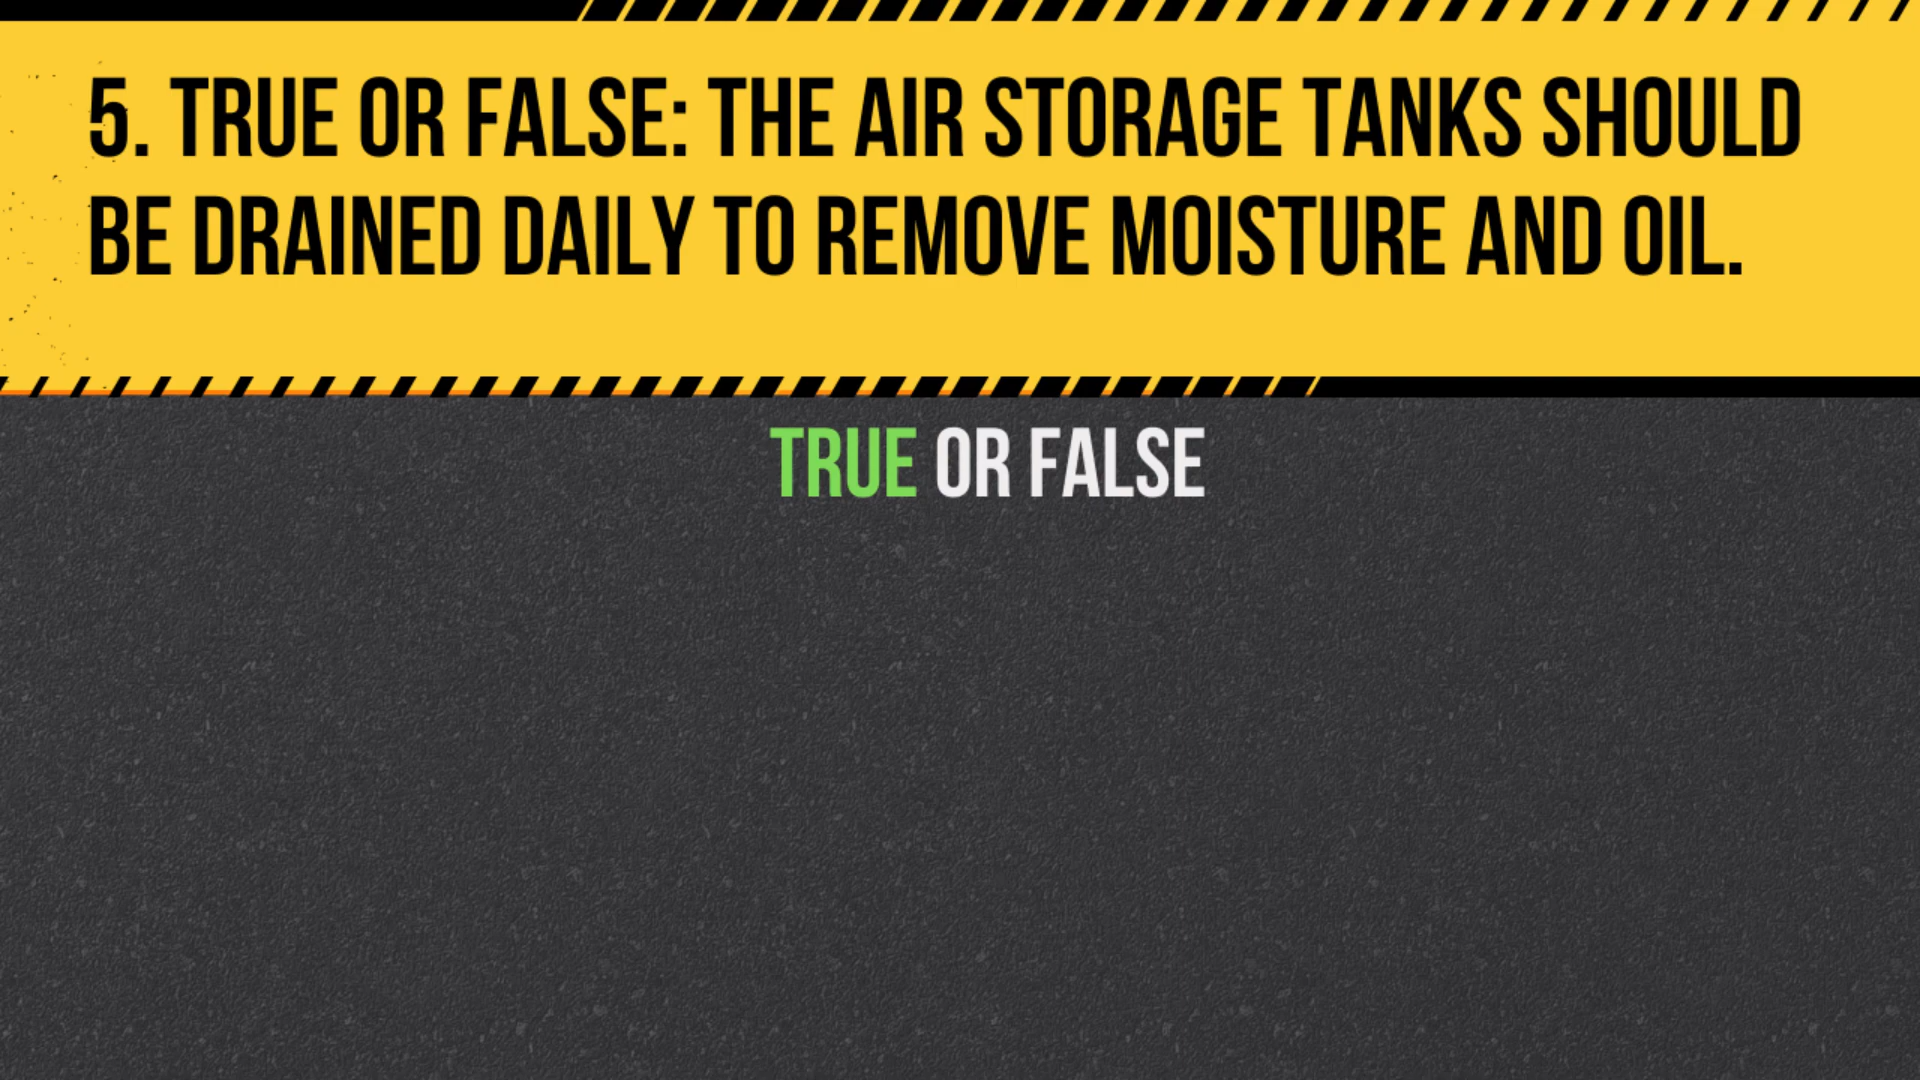 5. TRUE OR FALSE: THE AIR STORAGE TANKS SHOULD
BE DRAINED DAILY TO REMOVE MOISTURE AND OIL.
TRUE OR FALSE